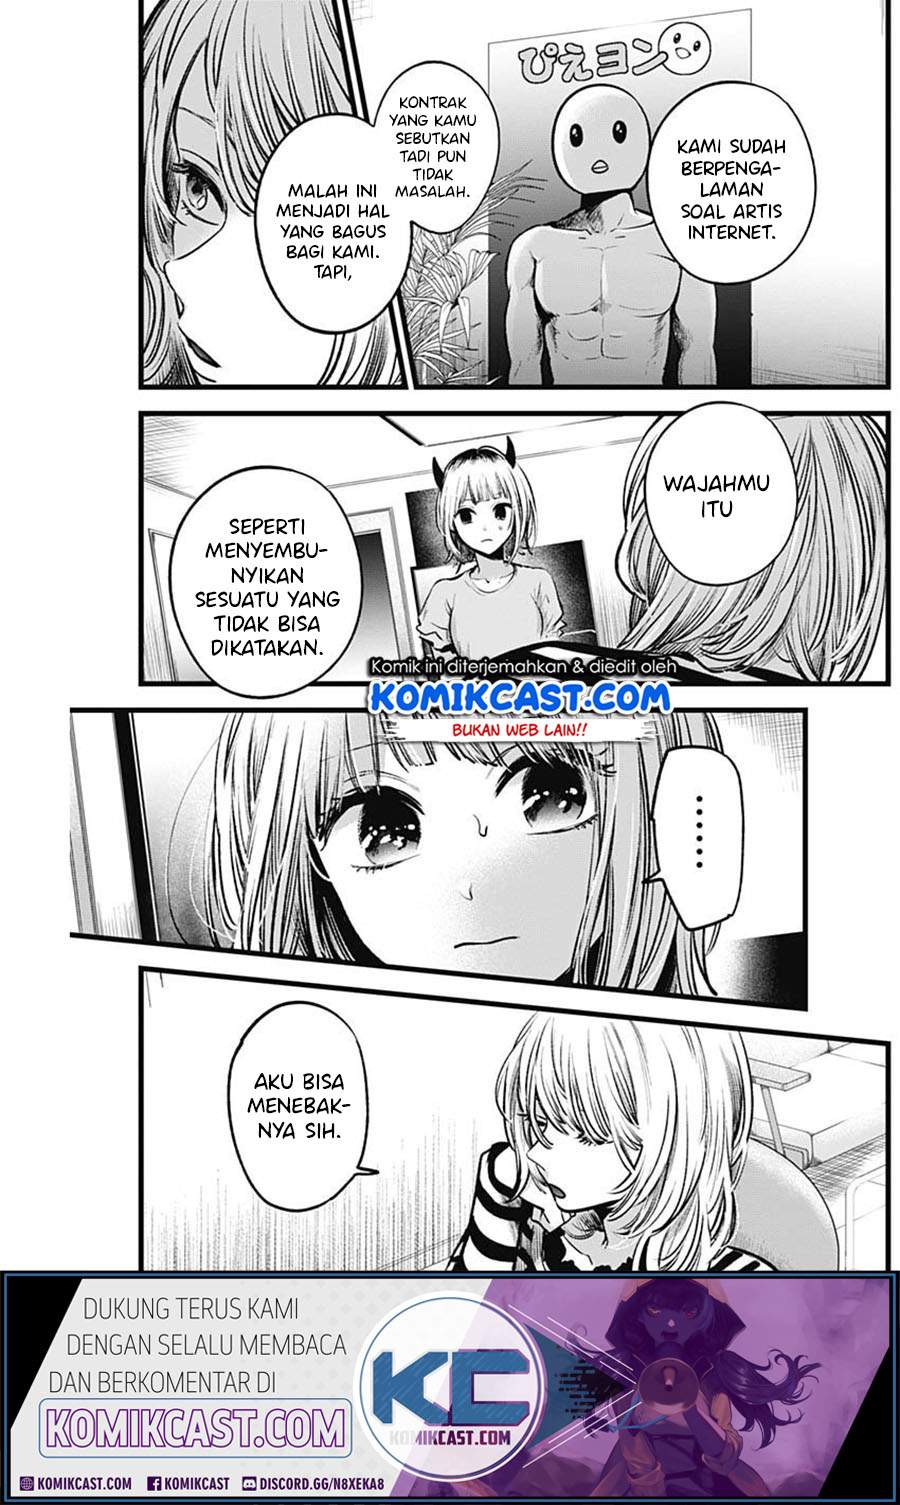 ぴえヨン
KAMI SUDAH
BERPENGA-
LAMAN
SOAL ARTIS
INTERNET.
KONTRAK
YANG KAMU
SEBUTKAN
TADI PUN
TIDAK
MASALAH.
MALAH INI
MENJADI HAL
YANG BAGUS
BAGI KAMI.
TAPI,
WAJAHMU
ITU
SEPERTI
MENYEMBU-
NYIKAN
SESUATU YANG
TIDAK BISA
DIKATAKAN.
Komik ini diterjemahkan & diedit oleh
KOMIKCAST.COM
BUKAN WEB LAIN!!
......
AKU BISA
MENEBAK-
NYA SIH.
DUKUNG TERUS KAMI
DENGAN SELALU MEMBACA
DAN BERKOMENTAR DI
KOMIKCAST.COM
KC
KOMIKCAST.COM
KOMIKCAST.COM KOMIKCAST DISCORD.GG/N8XEKA8